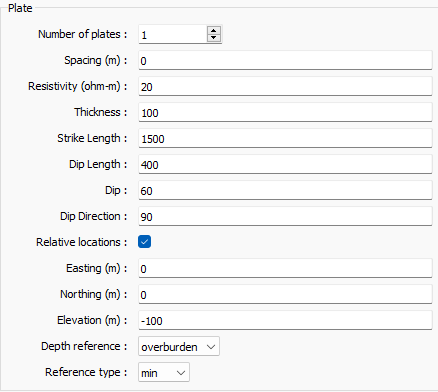 Plate
Number of plates : 1
Spacing (m) : 0
Resistivity (ohm-m) : 20
Thickness : 100
Strike Length : 1500
Dip Length : 400
Dip : 60
Dip Direction : 90
Relative locations :
Easting (m) : 0
Northing (m) : 0
Elevation (m) : -100
Depth reference : overburden
Reference type : min